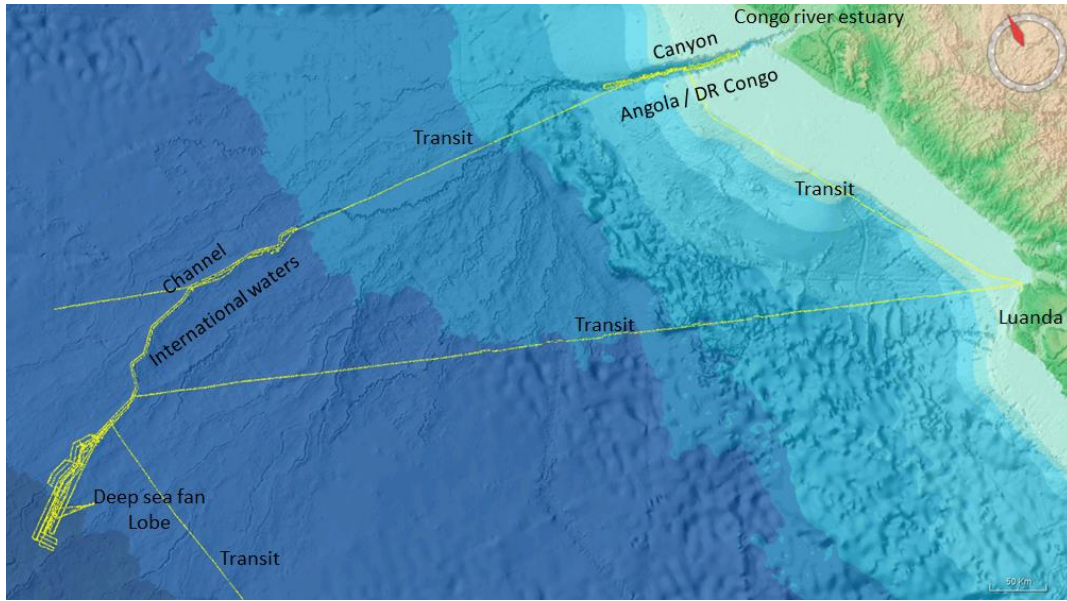 Congo river estuary
Canyon
Angola / DR Congo
Transit
Transit
Channel
International waters
Transit
Luanda
Deep sea fan
Lobe
Transit
50 Km